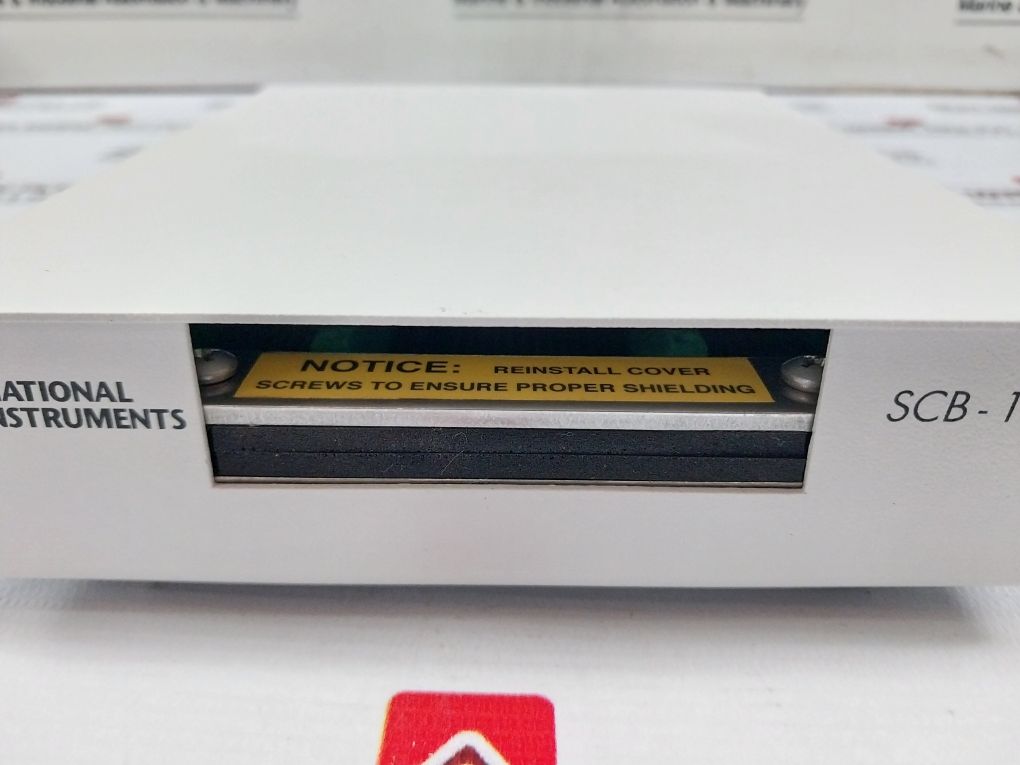 NOTICE: REINSTALL COVER
SCREWS TO ENSURE PROPER SHIELDING
ATIONAL
NSTRUMENTS
SCB - 1